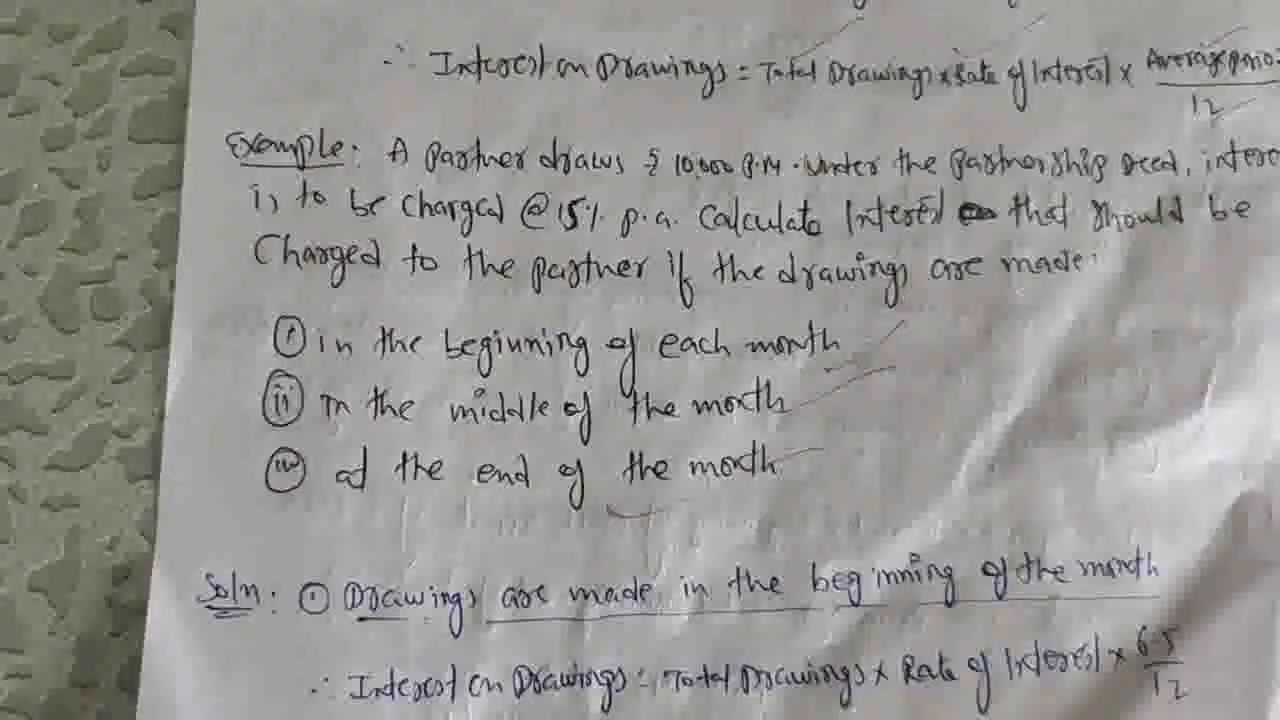 ∴ Interest on Drawings = Total Drawings x Rate of Interest x Average
12
Example: A Partner draws ₹ 10,000 P.M. Under the partnership deed,
is to be charged @ 15% p.a. Calculate Interest that should be
Charged to the partner if the drawings are made:
(i) in the beginning of each month
(ii) in the middle of the month
at the end of the month
Soln: (i) Drawings are made in the beginning of the month
∴ Interest on Drawings = Total Drawings x Rate of Interest x 6.5
12